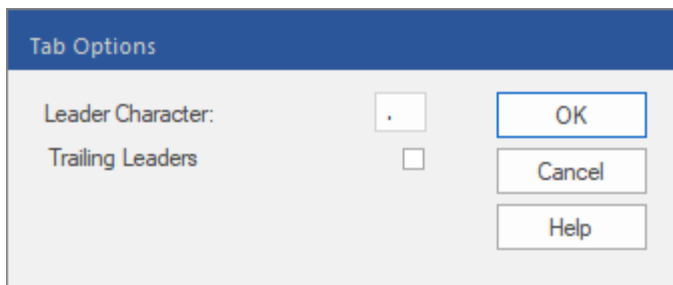 Tab Options
Leader Character: .
OK
Trailing Leaders
Cancel
Help